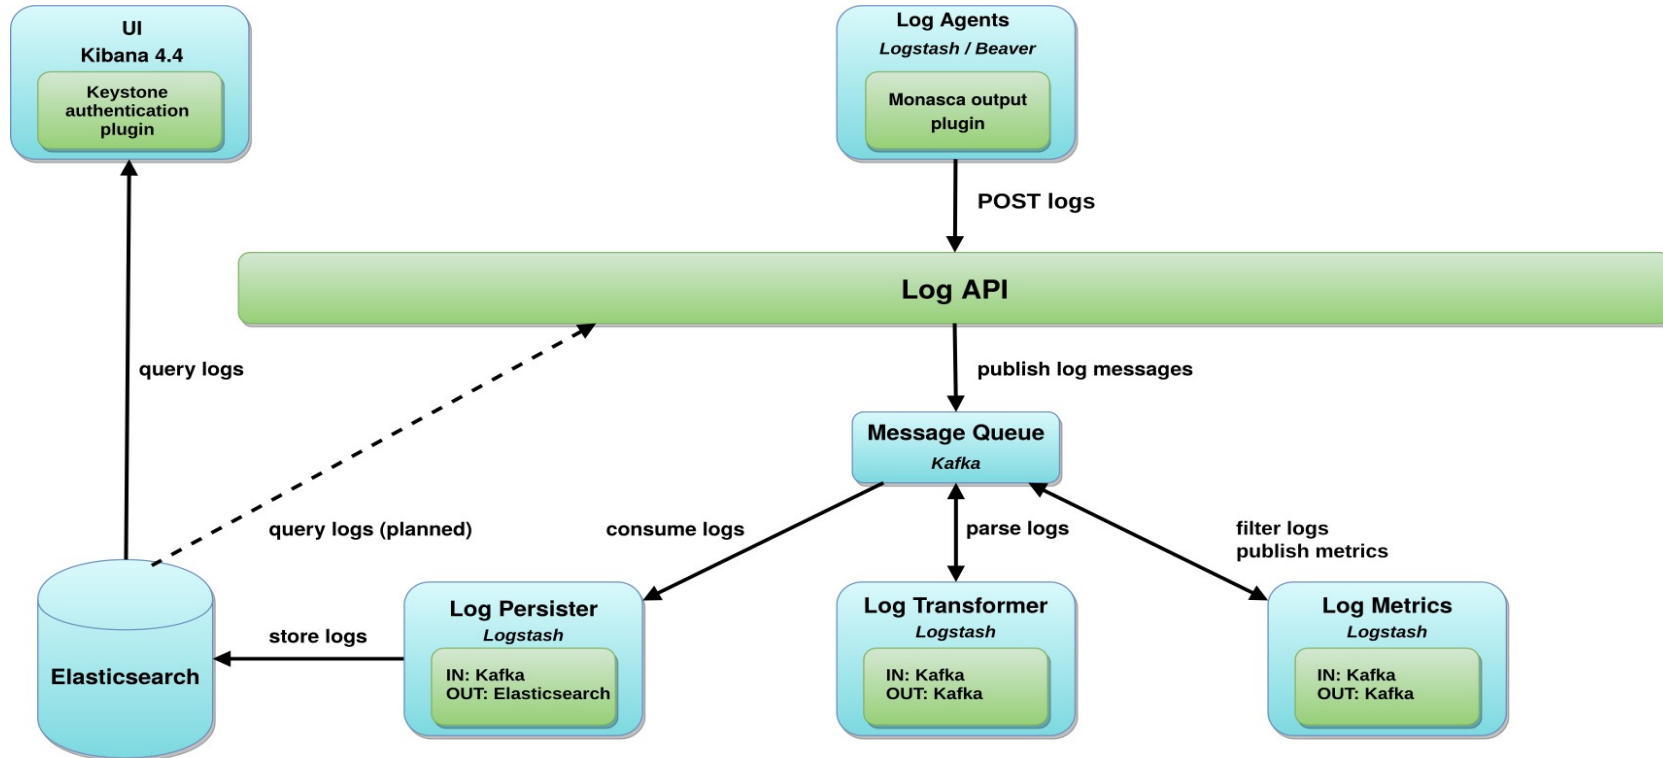 UI
Kibana 4.4
Keystone
authentication
plugin
Log Agents
Logstash / Beaver
Monasca output
plugin
POST logs
Log API
query logs
publish log messages
Message Queue
Kafka
query logs (planned)
consume logs
parse logs
filter logs
publish metrics
Elasticsearch
store logs
Log Persister
Logstash
IN: Kafka
OUT: Elasticsearch
Log Transformer
Logstash
IN: Kafka
OUT: Kafka
Log Metrics
Logstash
IN: Kafka
OUT: Kafka